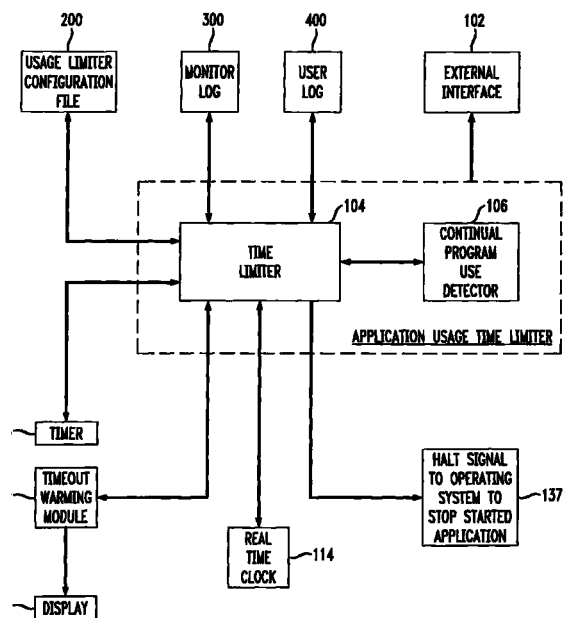 200
300
400
102
USAGE LIMITER
CONFIGURATION
FILE
MONITOR
LOG
USER
LOG
EXTERNAL
INTERFACE
104
106
TIME
LIMITER
CONTINUAL
PROGRAM
USE
DETECTOR
APPLICATION USAGE TIME LIMITER
TIMER
TIMEOUT
WARMING
MODULE
HALT SIGNAL
TO OPERATING
SYSTEM TO
STOP STARTED
APPLICATION
137
REAL
TIME
CLOCK
114
DISPLAY